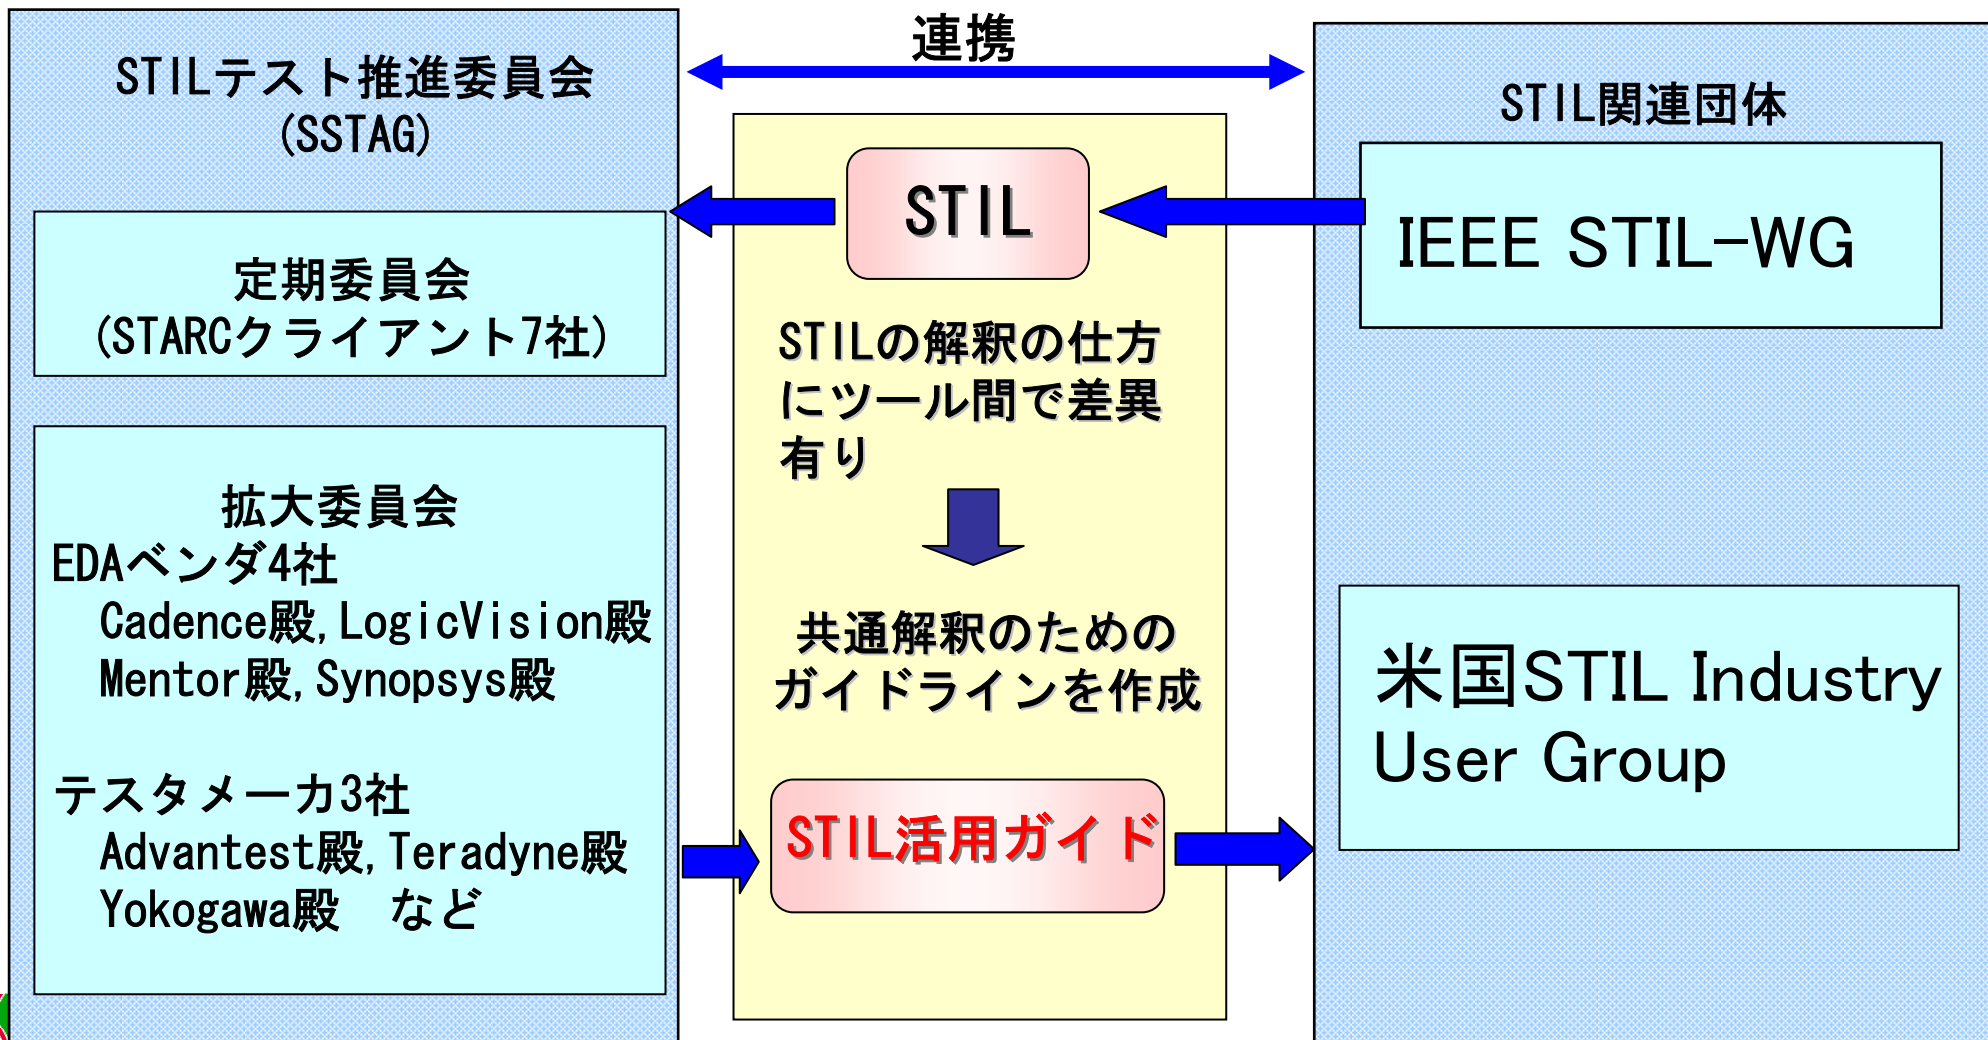 連携
STILテスト推進委員会
(SSTAG)
定期委員会
(STARCクライアント7社)
拡大委員会
EDAベンダ4社
Cadence殿,LogicVision殿
Mentor殿,Synopsys殿
テスタメーカ3社
Advantest殿,Teradyne殿
Yokogawa殿　など
STIL
STILの解釈の仕方
にツール間で差異
有り
共通解釈のための
ガイドラインを作成
STIL活用ガイド
STIL関連団体
IEEE STIL-WG
米国STIL Industry
User Group